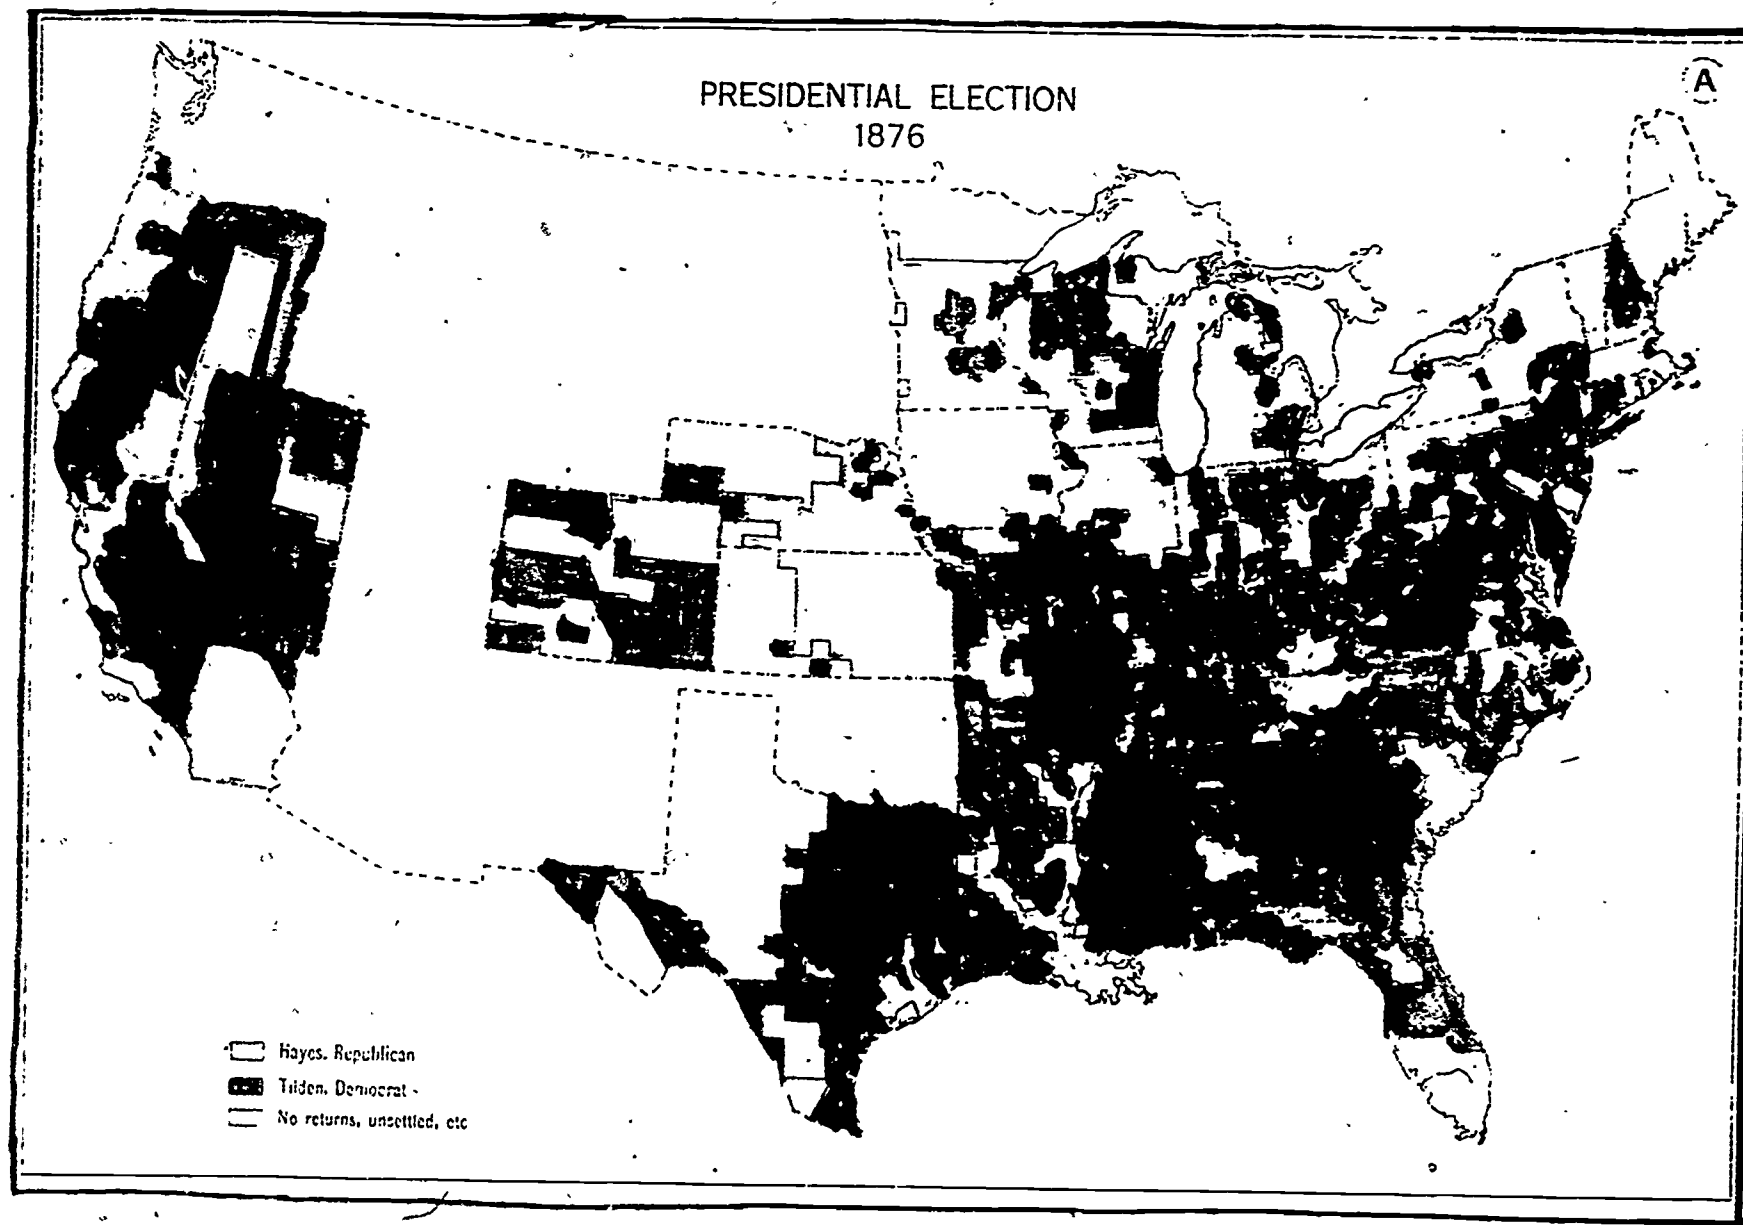 PRESIDENTIAL ELECTION
1876
A
Hayes, Republican
Tilden, Democrat
No returns, unsettled, etc